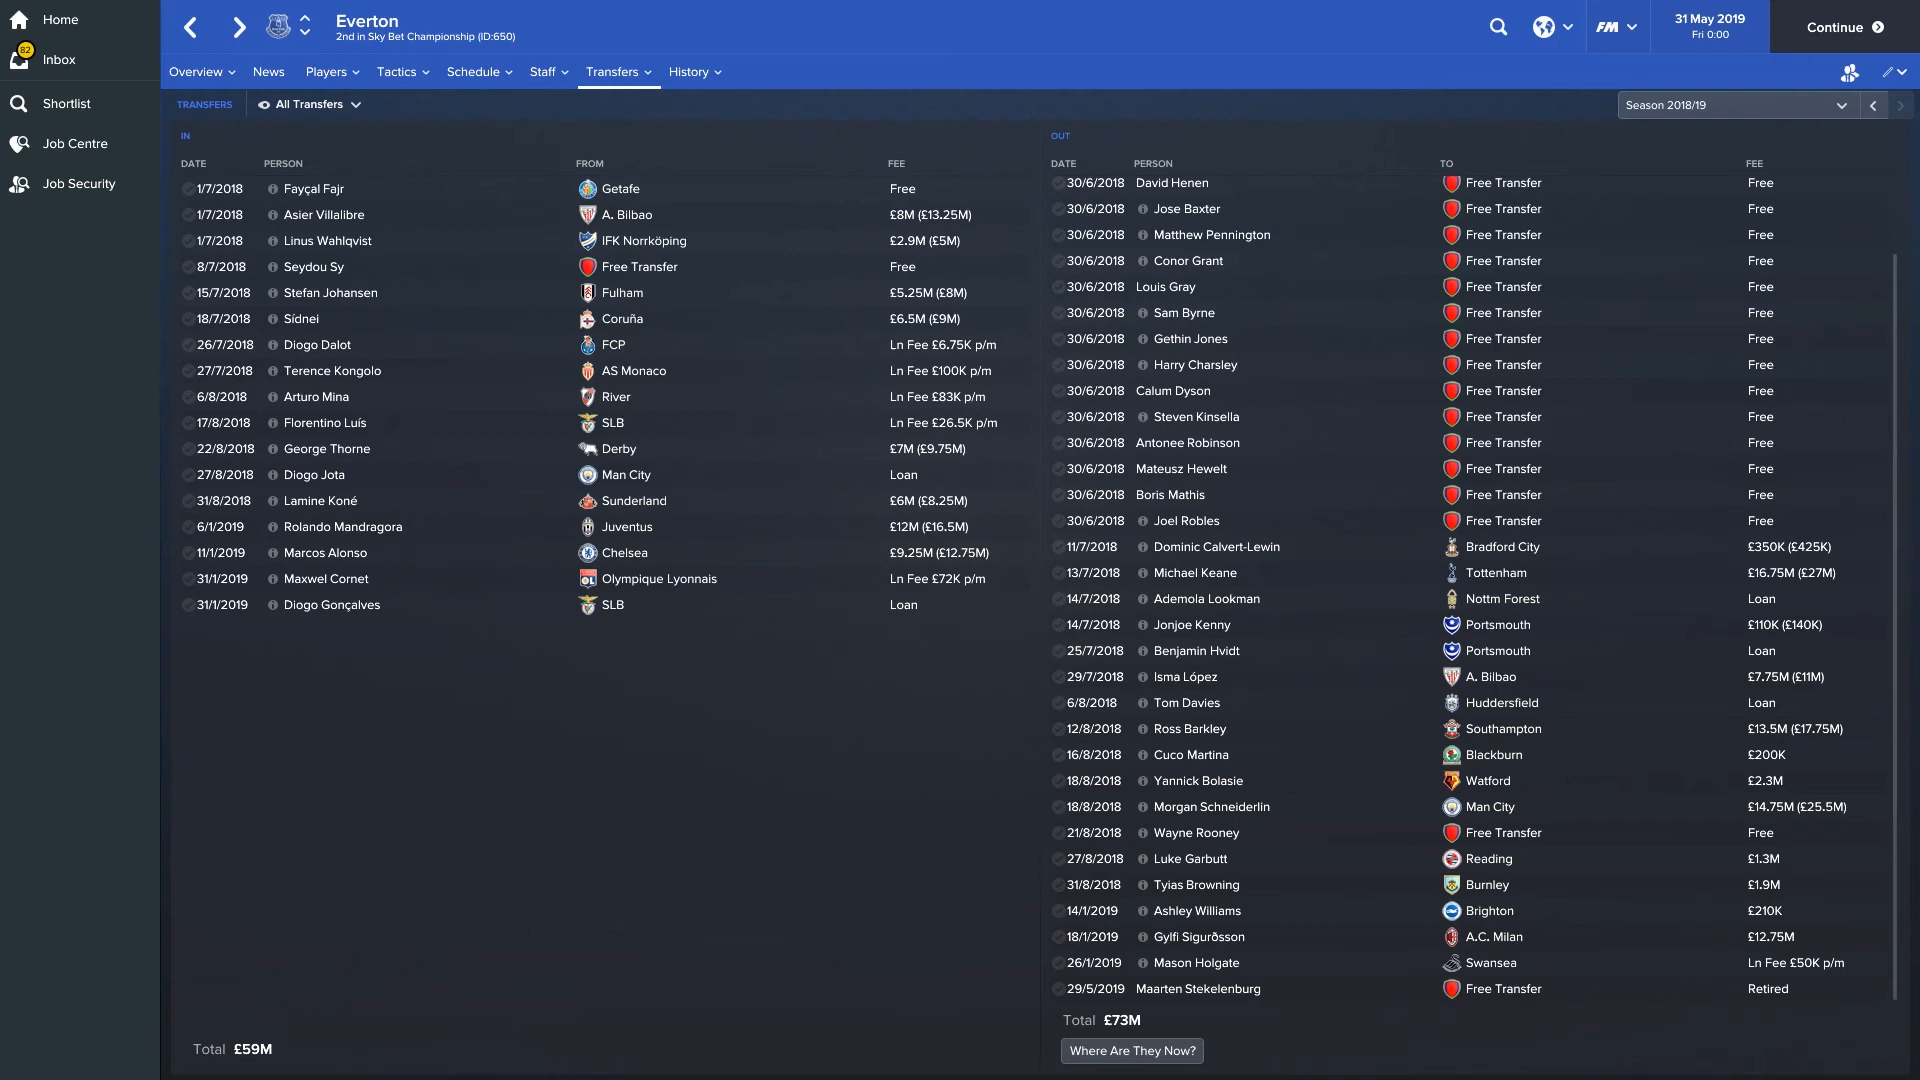 Home
82
Inbox
Shortlist
Job Centre
Job Security
Everton
2nd in Sky Bet Championship (ID:650)
FM
31 May 2019
Fri 0:00
Continue
Overview News Players Tactics Schedule Staff Transfers History
TRANSFERS All Transfers Season 2018/19
IN
DATE PERSON FROM FEE
1/7/2018 Fayçal Fajr Getafe Free
1/7/2018 Asier Villalibre A. Bilbao £8M (£13.25M)
1/7/2018 Linus Wahlqvist IFK Norrköping £2.9M (£5M)
8/7/2018 Seydou Sy Free Transfer Free
15/7/2018 Stefan Johansen Fulham £5.25M (£8M)
18/7/2018 Sídnei Coruña £6.5M (£9M)
26/7/2018 Diogo Dalot FCP Ln Fee £6.75K p/m
27/7/2018 Terence Kongolo AS Monaco Ln Fee £100K p/m
6/8/2018 Arturo Mina River Ln Fee £83K p/m
17/8/2018 Florentino Luís SLB Ln Fee £26.5K p/m
22/8/2018 George Thorne Derby £7M (£9.75M)
27/8/2018 Diogo Jota Man City Loan
31/8/2018 Lamine Koné Sunderland £6M (£8.25M)
6/1/2019 Rolando Mandragora Juventus £12M (£16.5M)
11/1/2019 Marcos Alonso Chelsea £9.25M (£12.75M)
31/1/2019 Maxwel Cornet Olympique Lyonnais Ln Fee £72K p/m
31/1/2019 Diogo Gonçalves SLB Loan
Total £59M
OUT
DATE PERSON TO FEE
30/6/2018 David Henen Free Transfer Free
30/6/2018 Jose Baxter Free Transfer Free
30/6/2018 Matthew Pennington Free Transfer Free
30/6/2018 Conor Grant Free Transfer Free
30/6/2018 Louis Gray Free Transfer Free
30/6/2018 Sam Byrne Free Transfer Free
30/6/2018 Gethin Jones Free Transfer Free
30/6/2018 Harry Charsley Free Transfer Free
30/6/2018 Calum Dyson Free Transfer Free
30/6/2018 Steven Kinsella Free Transfer Free
30/6/2018 Antonee Robinson Free Transfer Free
30/6/2018 Mateusz Hewelt Free Transfer Free
30/6/2018 Boris Mathis Free Transfer Free
30/6/2018 Joel Robles Free Transfer Free
11/7/2018 Dominic Calvert-Lewin Bradford City £350K (£425K)
13/7/2018 Michael Keane Tottenham £16.75M (£27M)
14/7/2018 Ademola Lookman Nottm Forest Loan
14/7/2018 Jonjoe Kenny Portsmouth £110K (£140K)
25/7/2018 Benjamin Hvidt Portsmouth Loan
29/7/2018 Isma López A. Bilbao £7.75M (£11M)
6/8/2018 Tom Davies Huddersfield Loan
12/8/2018 Ross Barkley Southampton £13.5M (£17.75M)
16/8/2018 Cuco Martina Blackburn £200K
18/8/2018 Yannick Bolasie Watford £2.3M
18/8/2018 Morgan Schneiderlin Man City £14.75M (£25.5M)
21/8/2018 Wayne Rooney Free Transfer Free
27/8/2018 Luke Garbutt Reading £1.3M
31/8/2018 Tyias Browning Burnley £1.9M
14/1/2019 Ashley Williams Brighton £210K
18/1/2019 Gylfi Sigurðsson A.C. Milan £12.75M
26/1/2019 Mason Holgate Swansea Ln Fee £50K p/m
29/5/2019 Maarten Stekelenburg Free Transfer Retired
Total £73M
Where Are They Now?